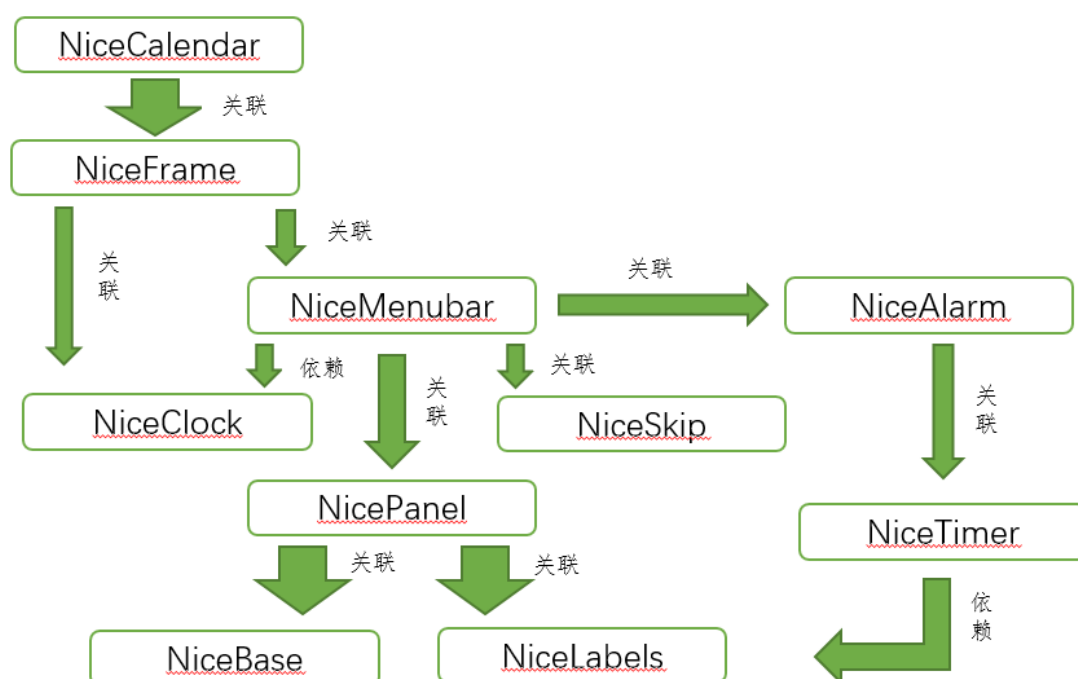 NiceCalendar
关联
NiceFrame
关联
关
联
NiceMenubar
关联
NiceAlarm
依赖
关
联
关联
关
联
NiceClock
NiceSkip
NicePanel
NiceTimer
关联
关联
依
赖
NiceBase
NiceLabels